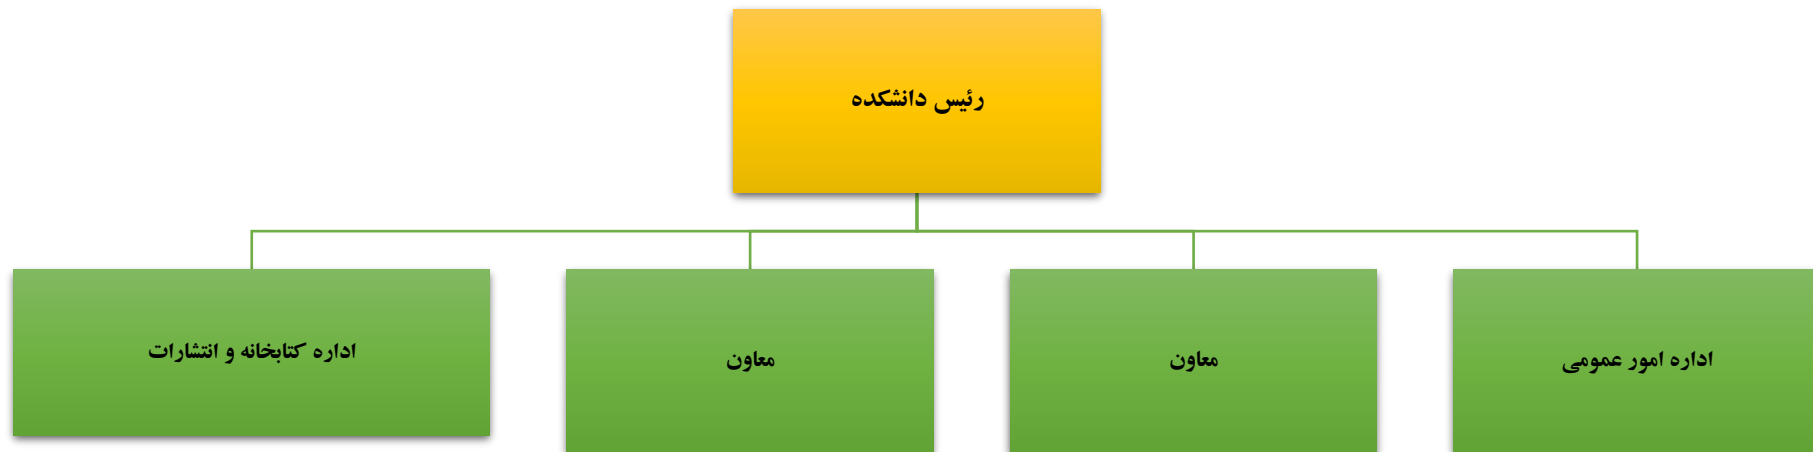 رئیس دانشکده
اداره امور عمومی
معاون
معاون
اداره کتابخانه و انتشارات